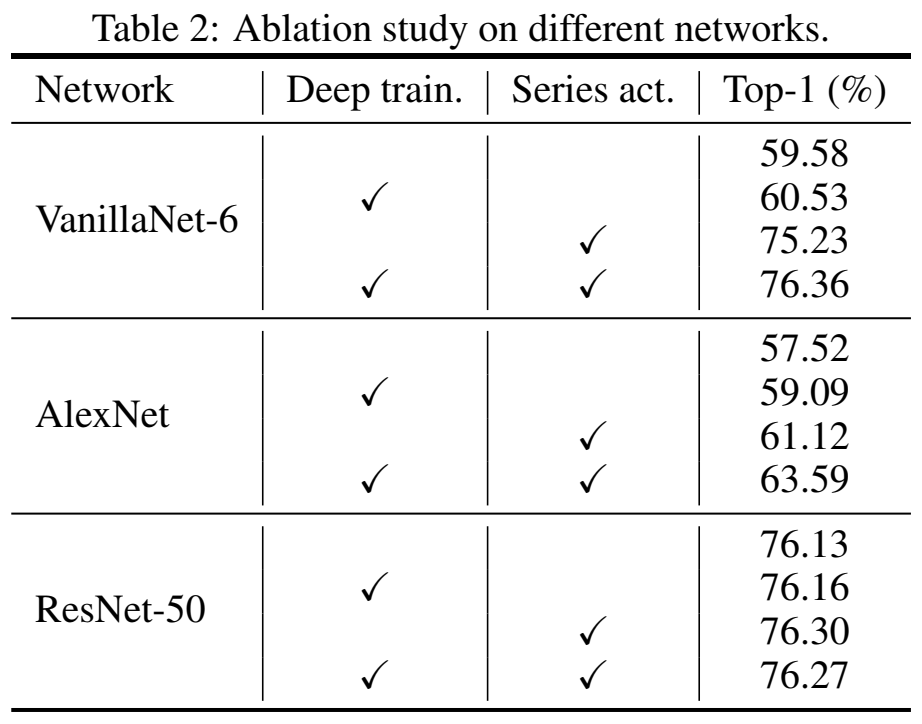 Table 2: Ablation study on different networks.
Network Deep train. Series act. Top-1 (%)
59.58
✓ 60.53
VanillaNet-6
✓ 75.23
✓ ✓ 76.36
57.52
✓ 59.09
AlexNet
✓ 61.12
✓ ✓ 63.59
76.13
✓ 76.16
ResNet-50
✓ 76.30
✓ ✓ 76.27